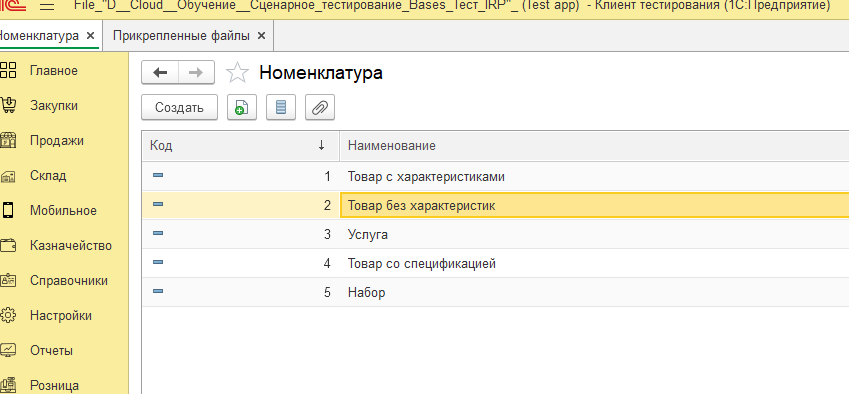 File_"D__Cloud__Обучение__Сценарное_тестирование_Bases_Тест_IRP"_ (Test app) - Клиент тестирования (1С:Предприятие)
Номенклатура × Прикрепленные файлы ×
Главное
Закупки
Продажи
Склад
Мобильное
Казначейство
Справочники
Настройки
Отчеты
Розница
Номенклатура
Создать
Код Наименование
1 Товар с характеристиками
2 Товар без характеристик
3 Услуга
4 Товар со спецификацией
5 Набор